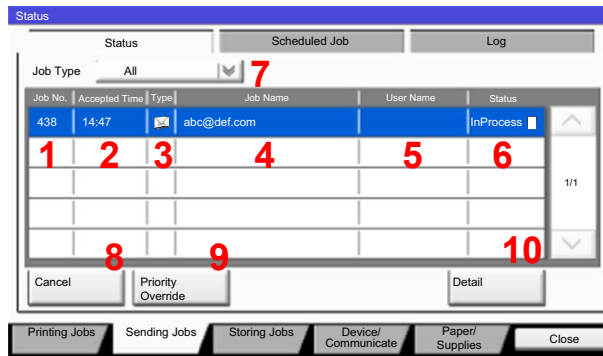 Status
Status Scheduled Job Log
Job Type All 7
Job No. Accepted Time Type Job Name User Name Status
438 14:47 abc@def.com InProcess
1 2 3 4 5 6
1/1
8 9 10
Cancel Priority Override Detail
Printing Jobs Sending Jobs Storing Jobs Device/ Communicate Paper/ Supplies Close